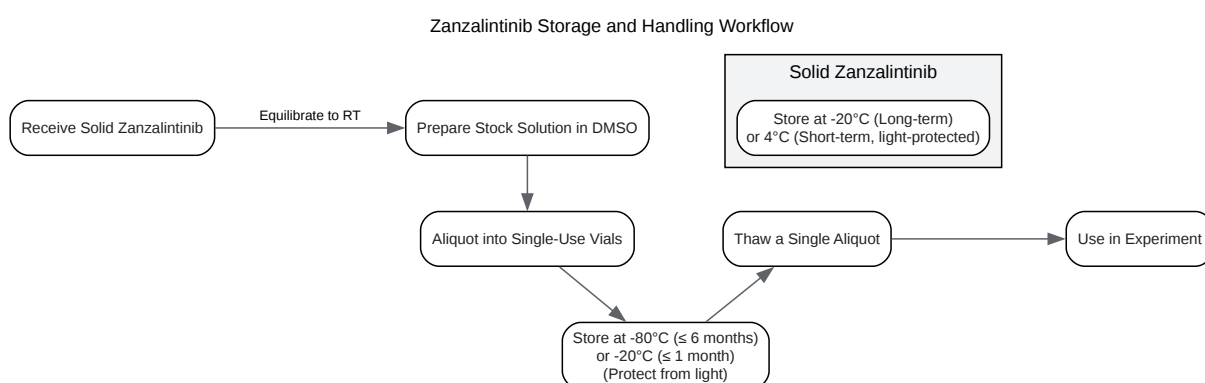 Zanzalintinib Storage and Handling Workflow
Solid Zanzalintinib
Receive Solid Zanzalintinib
Equilibrate to RT
Prepare Stock Solution in DMSO
Store at -20°C (Long-term)
or 4°C (Short-term, light-protected)
Aliquot into Single-Use Vials
Thaw a Single Aliquot
Use in Experiment
Store at -80°C (≤ 6 months)
or -20°C (≤ 1 month)
(Protect from light)